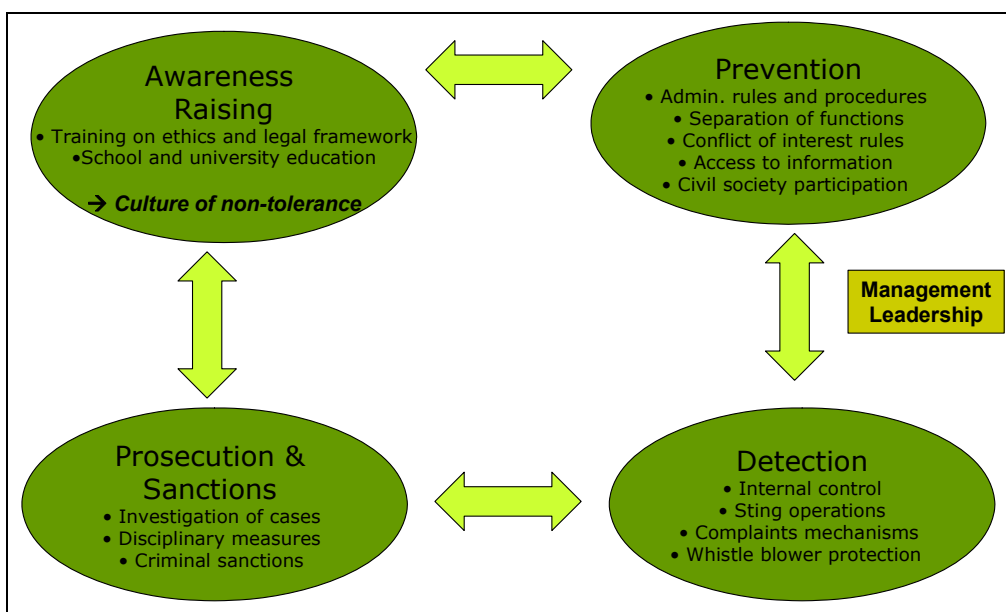 Awareness
Raising
• Training on ethics and legal framework
•School and university education
→ Culture of non-tolerance
Prevention
• Admin. rules and procedures
• Separation of functions
• Conflict of interest rules
• Access to information
• Civil society participation
Management
Leadership
Prosecution &
Sanctions
• Investigation of cases
• Disciplinary measures
• Criminal sanctions
Detection
• Internal control
• Sting operations
• Complaints mechanisms
• Whistle blower protection